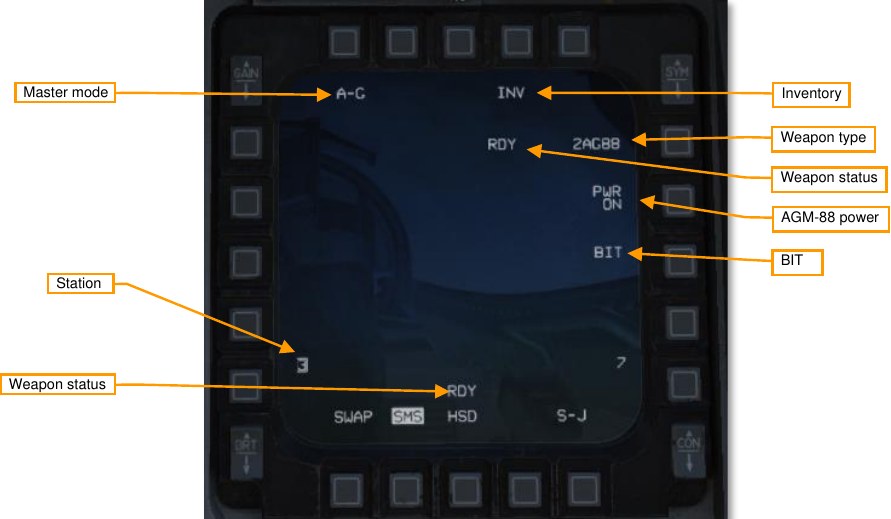 GAIN
SYM
Master mode
A-G
INV
Inventory
RDY
2AG88
Weapon type
Weapon status
PWR
ON
AGM-88 power
BIT
BIT
Station
3
7
Weapon status
RDY
SWAP SMS HSD S-J
BRT
CON